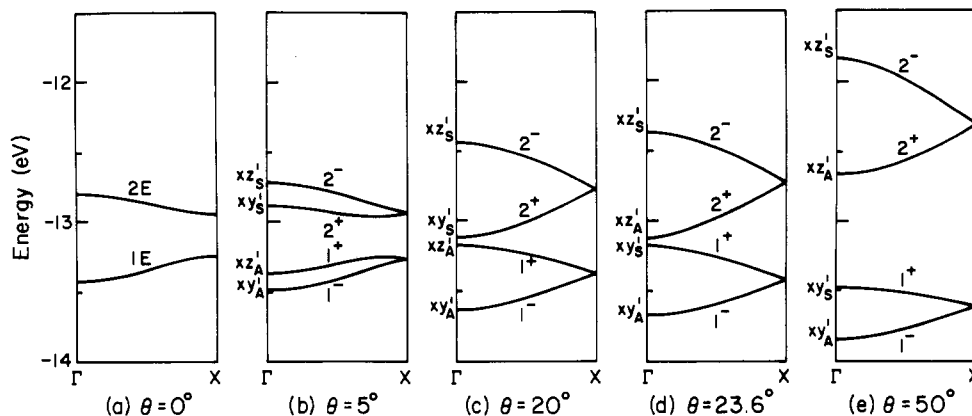 Energy (eV)
-12
-13
-14
2E
1E
Γ
X
(a) θ=0°
xz'S
xy'S
xz'A
xy'A
2⁻
2⁺
1⁺
1⁻
Γ
X
(b) θ=5°
xz'S
xy'S
xz'A
xy'A
2⁻
2⁺
1⁺
1⁻
Γ
X
(c) θ=20°
xz'S
xz'A
xy'S
xy'A
2⁻
2⁺
1⁺
1⁻
Γ
X
(d) θ=23.6°
xz'S
xz'A
xy'S
xy'A
2⁻
2⁺
1⁺
1⁻
Γ
X
(e) θ=50°